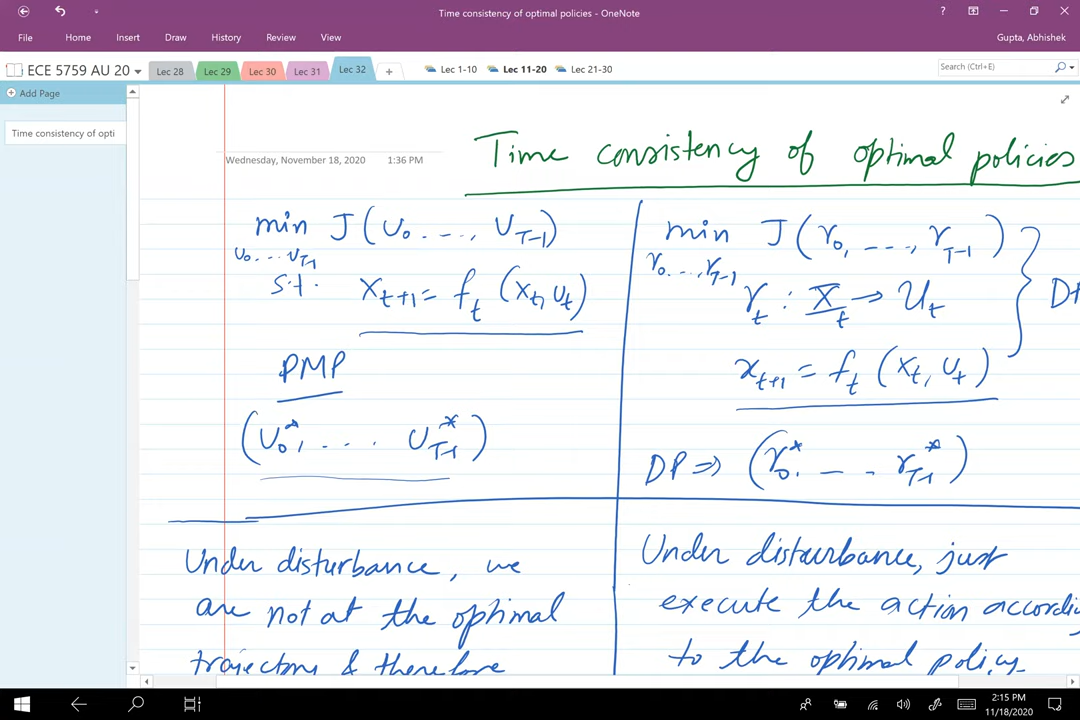 Time consistency of optimal policies - OneNote
File Home Insert Draw History Review View
Gupta, Abhishek
ECE 5759 AU 20
Lec 28 Lec 29 Lec 30 Lec 31 Lec 32
Lec 1-10 Lec 11-20 Lec 21-30
Search (Ctrl+E)
Add Page
Time consistency of opti
Wednesday, November 18, 2020 1:36 PM
Time consistency of optimal policies
min J(U₀ ..., U_{T-1})
U₀ ... U_{T-1}
s.t. x_{t+1} = f_t (x_t, u_t)
PMP
(U₀*, .... U_{T-1}*)
min J(γ₀, ..., γ_{T-1})
γ₀, ..., γ_{T-1}
γ_t : X_t → U_t
x_{t+1} = f_t (x_t, u_t)
DP ⇒ (γ₀*, - - .. γ_{T-1}*)
Under disturbance, we
are not at the optimal
trajectory & therefore
Under disturbance, just
execute the action accordi
to the optimal policy.
2:15 PM
11/18/2020